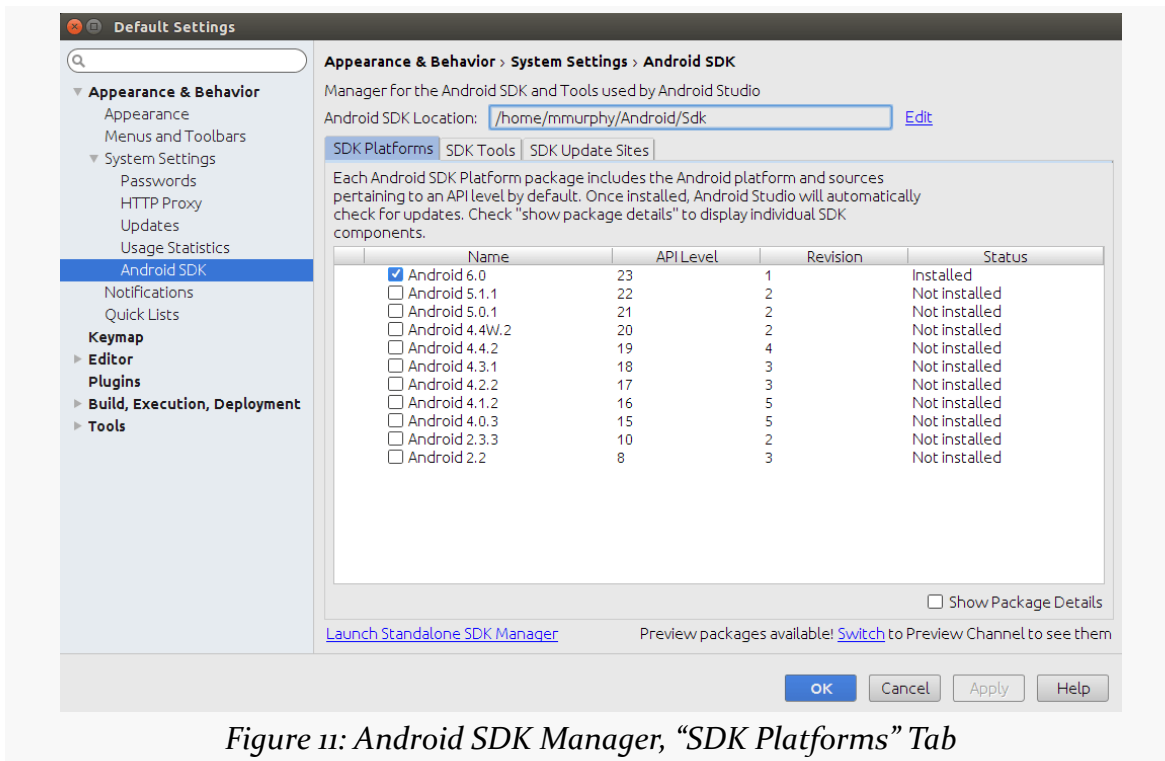 Default Settings
Appearance & Behavior
Appearance
Menus and Toolbars
System Settings
Passwords
HTTP Proxy
Updates
Usage Statistics
Android SDK
Notifications
Quick Lists
Keymap
Editor
Plugins
Build, Execution, Deployment
Tools
Appearance & Behavior › System Settings › Android SDK
Manager for the Android SDK and Tools used by Android Studio
Android SDK Location: /home/mmurphy/Android/Sdk Edit
SDK Platforms SDK Tools SDK Update Sites
Each Android SDK Platform package includes the Android platform and sources
pertaining to an API level by default. Once installed, Android Studio will automatically
check for updates. Check "show package details" to display individual SDK
components.
Name API Level Revision Status
Android 6.0 23 1 Installed
Android 5.1.1 22 2 Not installed
Android 5.0.1 21 2 Not installed
Android 4.4W.2 20 2 Not installed
Android 4.4.2 19 4 Not installed
Android 4.3.1 18 3 Not installed
Android 4.2.2 17 3 Not installed
Android 4.1.2 16 5 Not installed
Android 4.0.3 15 5 Not installed
Android 2.3.3 10 2 Not installed
Android 2.2 8 3 Not installed
Show Package Details
Launch Standalone SDK Manager Preview packages available! Switch to Preview Channel to see them
OK Cancel Apply Help
Figure 11: Android SDK Manager, “SDK Platforms” Tab